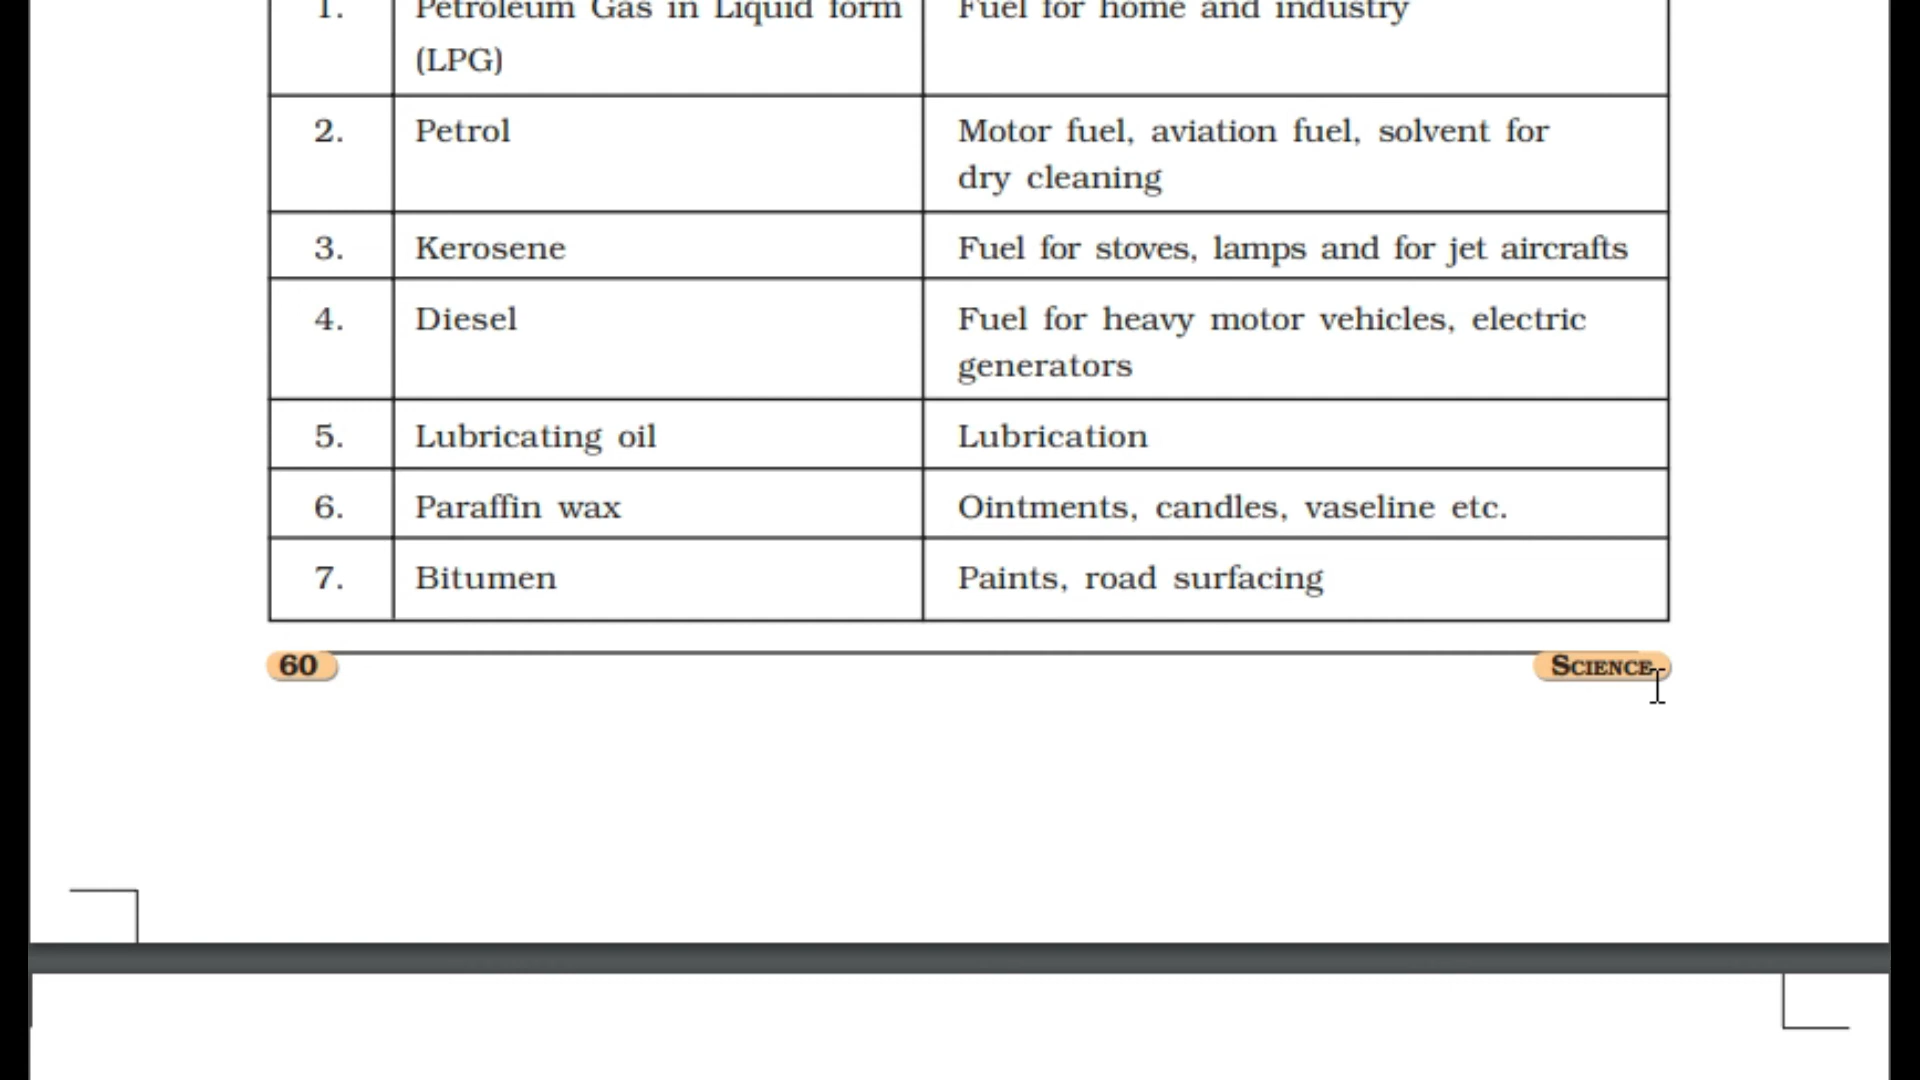 1. Petroleum Gas in Liquid form Fuel for home and industry
(LPG)
2. Petrol Motor fuel, aviation fuel, solvent for
dry cleaning
3. Kerosene Fuel for stoves, lamps and for jet aircrafts
4. Diesel Fuel for heavy motor vehicles, electric
generators
5. Lubricating oil Lubrication
6. Paraffin wax Ointments, candles, vaseline etc.
7. Bitumen Paints, road surfacing
60 SCIENCE